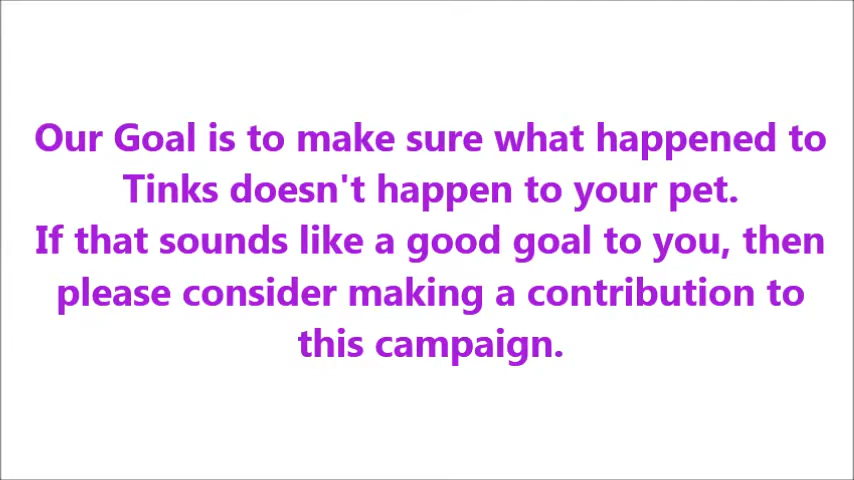 Our Goal is to make sure what happened to
Tinks doesn't happen to your pet.
If that sounds like a good goal to you, then
please consider making a contribution to
this campaign.